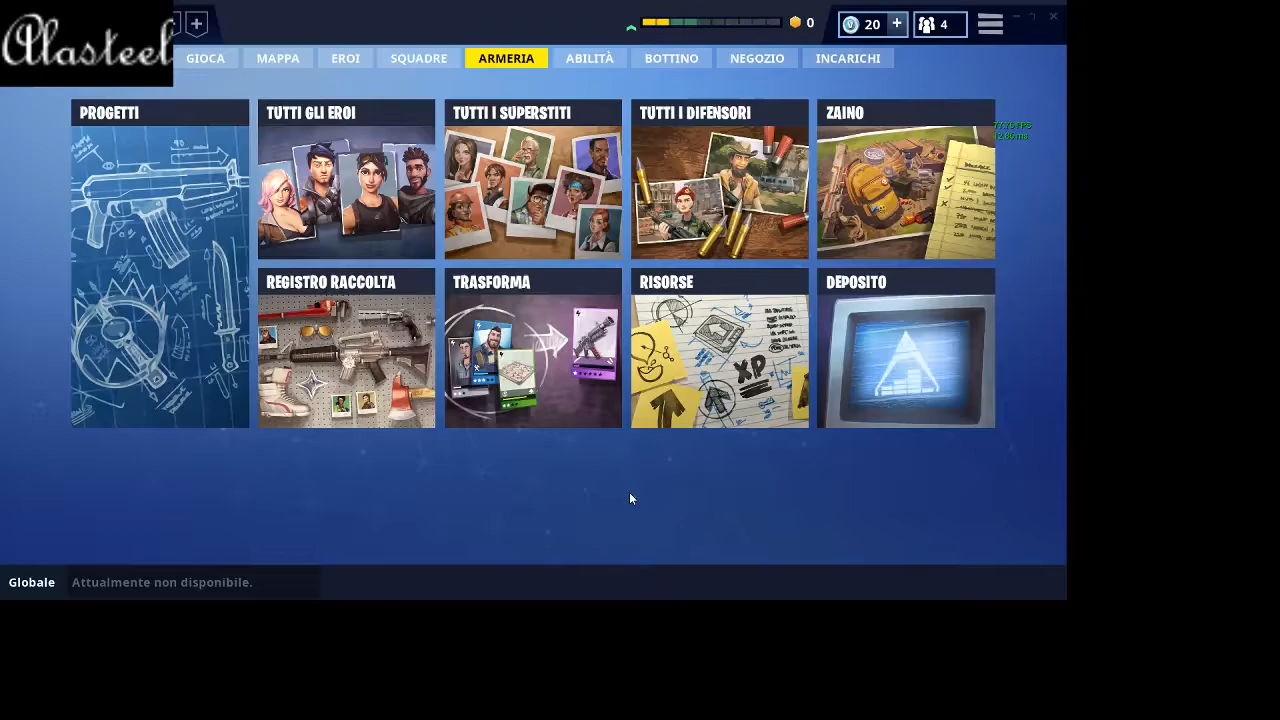 Alasteel
0
20
4
GIOCA
MAPPA
EROI
SQUADRE
ARMERIA
ABILITÀ
BOTTINO
NEGOZIO
INCARICHI
PROGETTI
TUTTI GLI EROI
TUTTI I SUPERSTITI
TUTTI I DIFENSORI
ZAINO
REGISTRO RACCOLTA
TRASFORMA
RISORSE
DEPOSITO
XP
Globale
Attualmente non disponibile.